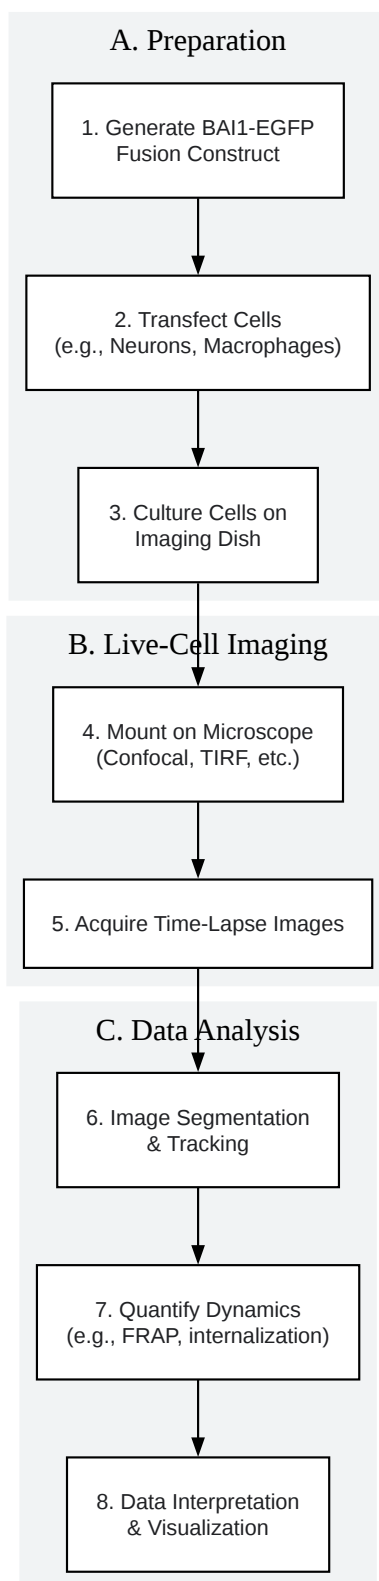 A. Preparation
1. Generate BAI1-EGFP
Fusion Construct
2. Transfect Cells
(e.g., Neurons, Macrophages)
3. Culture Cells on
Imaging Dish
B. Live-Cell Imaging
4. Mount on Microscope
(Confocal, TIRF, etc.)
5. Acquire Time-Lapse Images
C. Data Analysis
6. Image Segmentation
& Tracking
7. Quantify Dynamics
(e.g., FRAP, internalization)
8. Data Interpretation
& Visualization